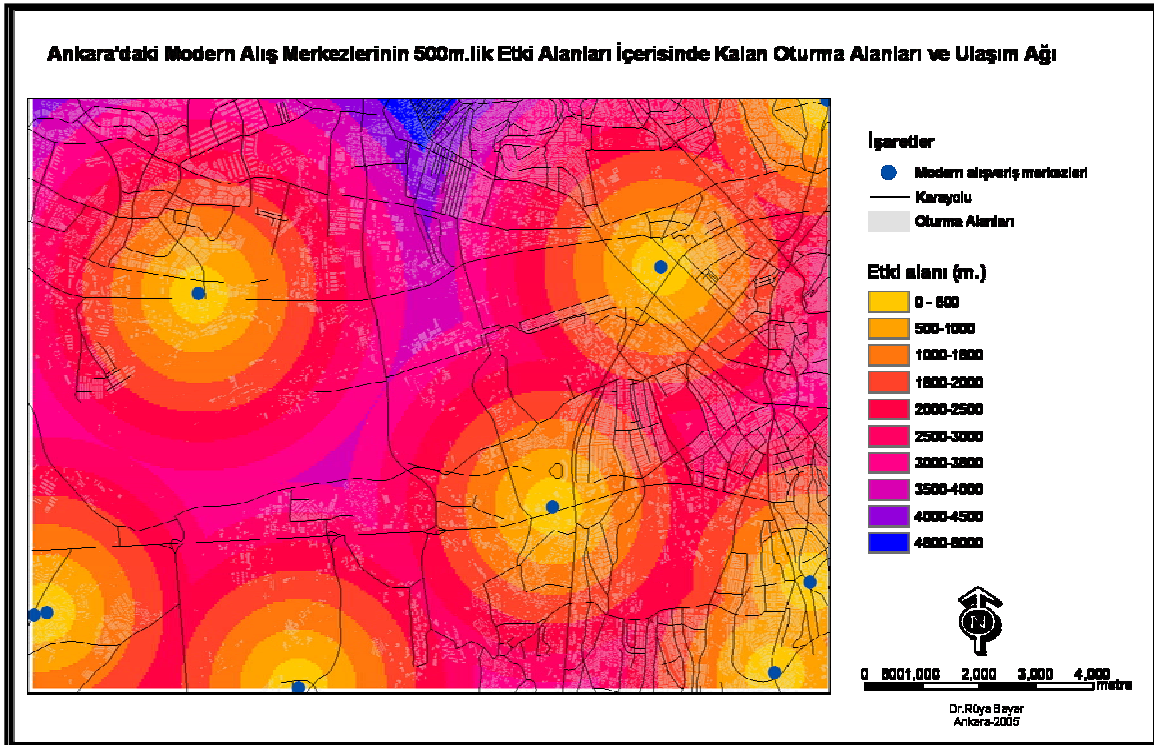 Ankara'daki Modern Alış Merkezlerinin 500m.lik Etki Alanları İçerisinde Kalan Oturma Alanları ve Ulaşım Ağı
İşaretler
Modern alışveriş merkezleri
Karayolu
Oturma Alanları
Etki alanı (m.)
0 - 500
500-1000
1000-1500
1500-2000
2000-2500
2500-3000
3000-3500
3500-4000
4000-4500
4500-5000
N
0 500 1,000 2,000 3,000 4,000
metre
Dr.Rüya Bayar
Ankara-2005